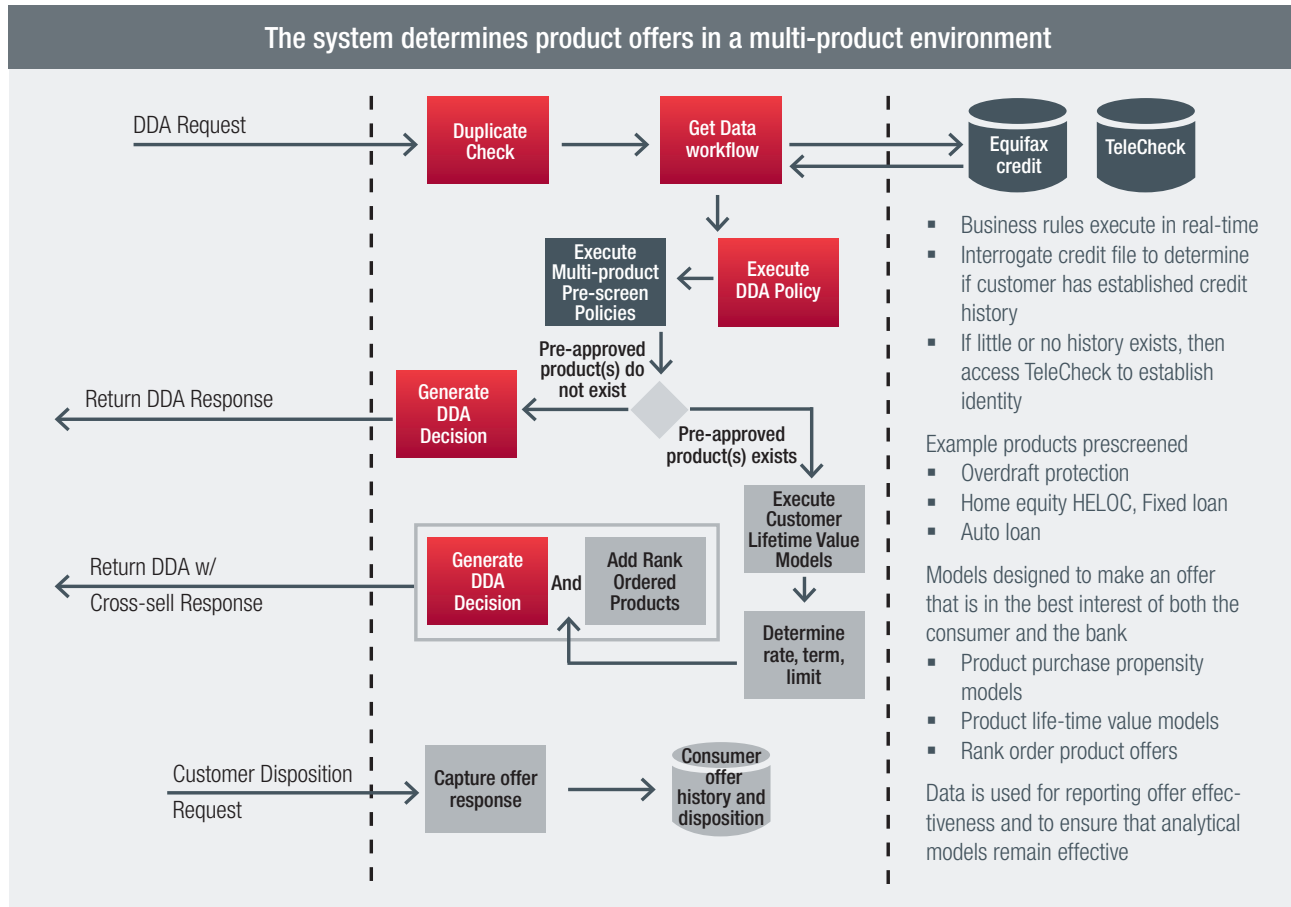 The system determines product offers in a multi-product environment
DDA Request
Duplicate
Check
Get Data
workflow
Equifax
credit
TeleCheck
Execute
Multi-product
Pre-screen
Policies
Execute
DDA Policy
Pre-approved
product(s) do
not exist
Generate
DDA
Decision
Return DDA Response
Pre-approved
product(s) exists
Execute
Customer
Lifetime Value
Models
Return DDA w/
Cross-sell Response
Generate
DDA
Decision
And
Add Rank
Ordered
Products
Determine
rate, term,
limit
Customer Disposition
Request
Capture offer
response
Consumer
offer
history and
disposition
▪ Business rules execute in real-time
▪ Interrogate credit file to determine
if customer has established credit
history
▪ If little or no history exists, then
access TeleCheck to establish
identity
Example products prescreened
▪ Overdraft protection
▪ Home equity HELOC, Fixed loan
▪ Auto loan
Models designed to make an offer
that is in the best interest of both the
consumer and the bank
▪ Product purchase propensity
models
▪ Product life-time value models
▪ Rank order product offers
Data is used for reporting offer effec-
tiveness and to ensure that analytical
models remain effective